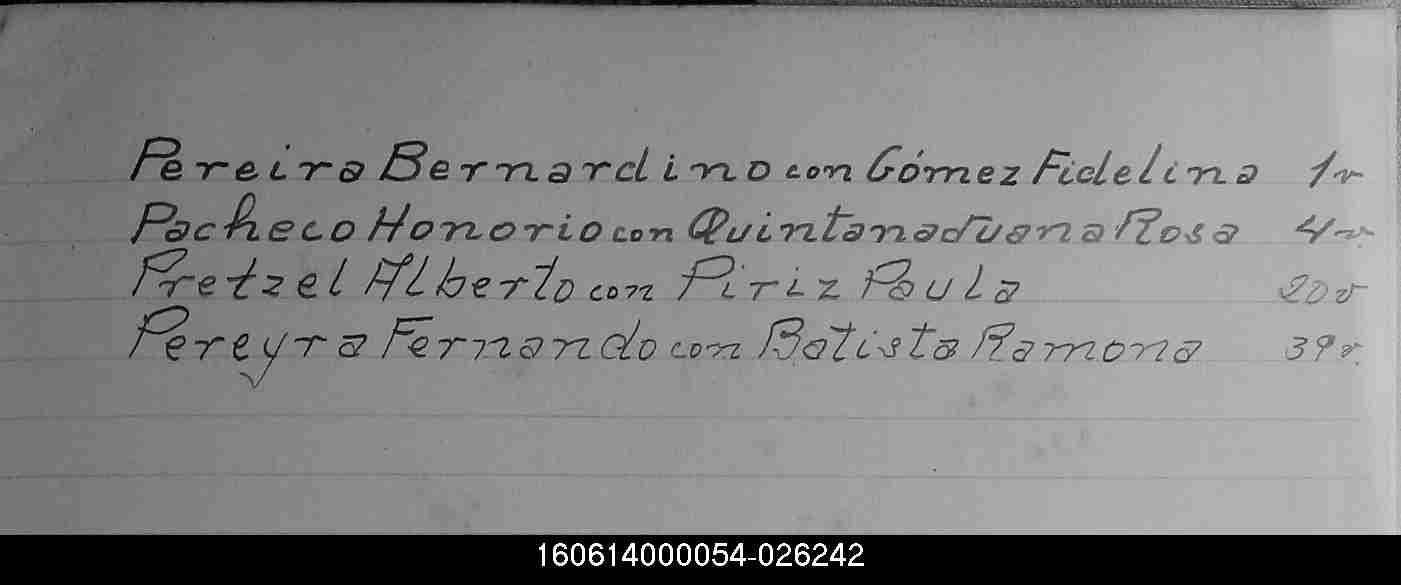 Pereira Bernardino con Gómez Fidelina 1v
Pacheco Honorio con Quintana Juana Rosa 4v.
Pretzel Alberto con Piriz Paula 20v
Pereyra Fernando con Batista Ramona 39v.
160614000054-026242